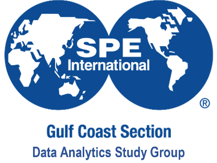 SPE
International
®
Gulf Coast Section
Data Analytics Study Group